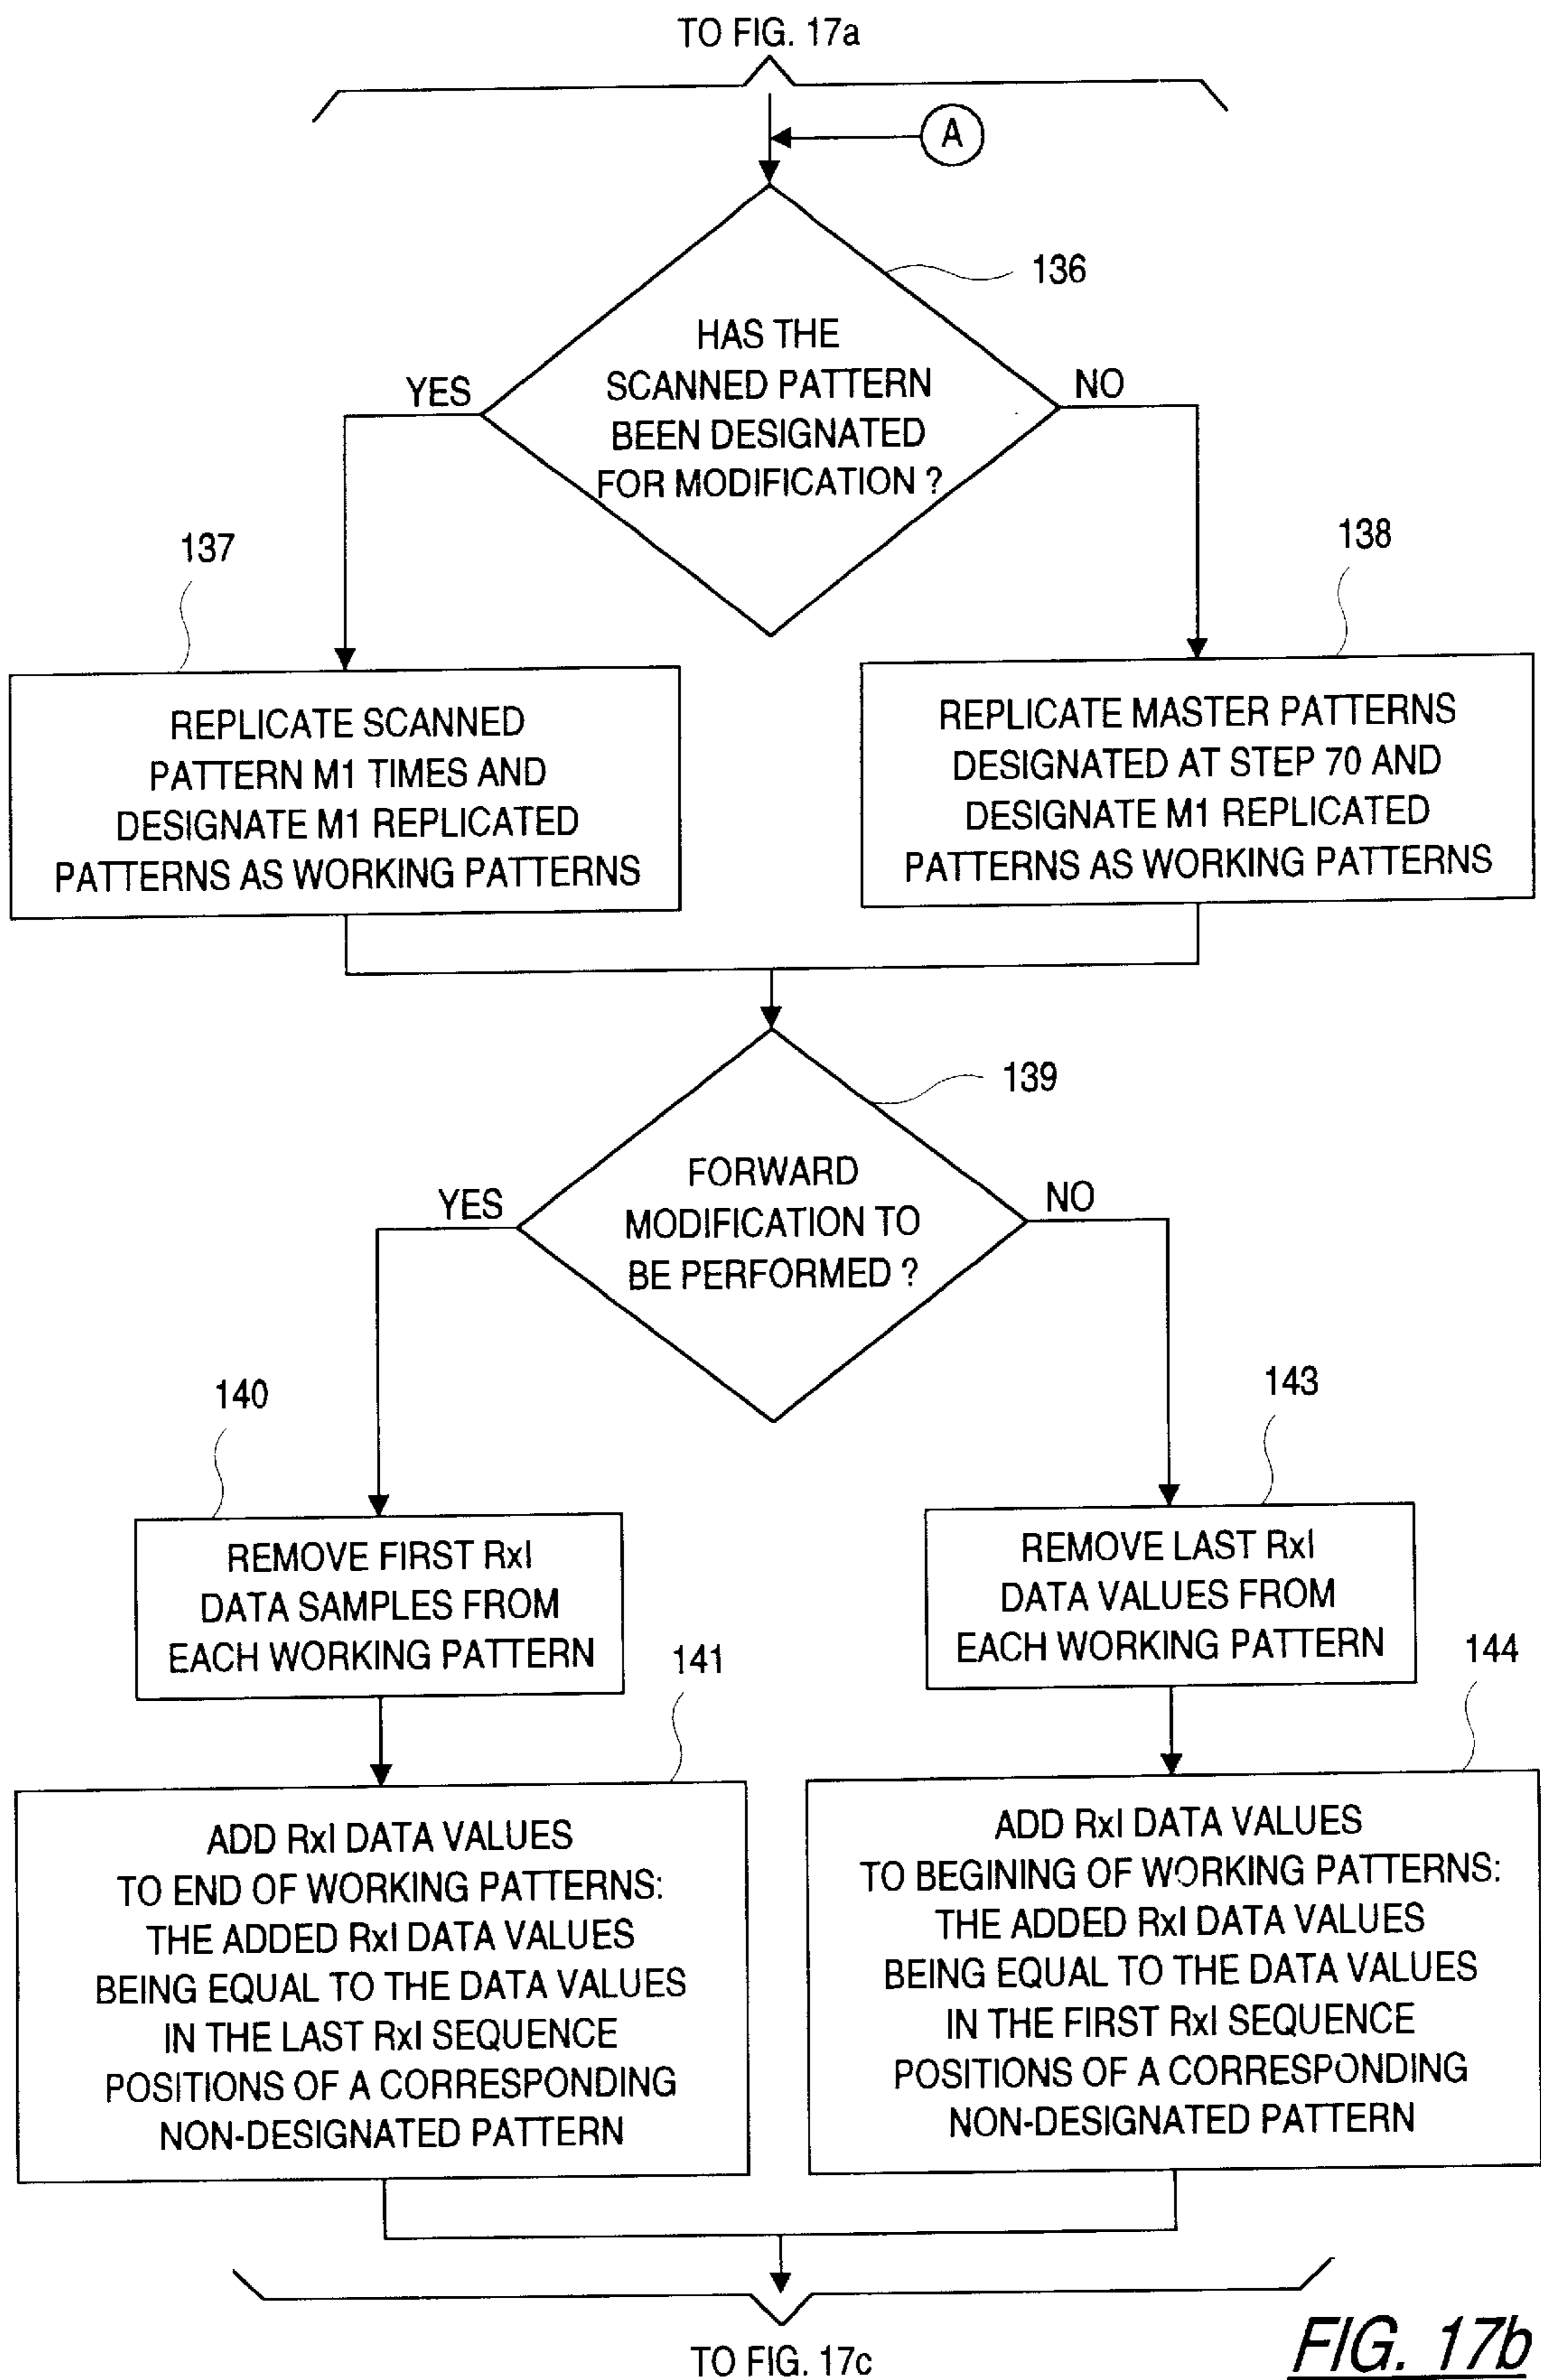 TO FIG. 17a
A
136
HAS THE
SCANNED PATTERN
BEEN DESIGNATED
FOR MODIFICATION ?
YES
NO
137
138
REPLICATE SCANNED
PATTERN M1 TIMES AND
DESIGNATE M1 REPLICATED
PATTERNS AS WORKING PATTERNS
REPLICATE MASTER PATTERNS
DESIGNATED AT STEP 70 AND
DESIGNATE M1 REPLICATED
PATTERNS AS WORKING PATTERNS
139
FORWARD
MODIFICATION TO
BE PERFORMED ?
YES
NO
140
143
REMOVE FIRST RxI
DATA SAMPLES FROM
EACH WORKING PATTERN
REMOVE LAST RxI
DATA VALUES FROM
EACH WORKING PATTERN
141
144
ADD RxI DATA VALUES
TO END OF WORKING PATTERNS:
THE ADDED RxI DATA VALUES
BEING EQUAL TO THE DATA VALUES
IN THE LAST RxI SEQUENCE
POSITIONS OF A CORRESPONDING
NON-DESIGNATED PATTERN
ADD RxI DATA VALUES
TO BEGINING OF WORKING PATTERNS:
THE ADDED RxI DATA VALUES
BEING EQUAL TO THE DATA VALUES
IN THE FIRST RxI SEQUENCE
POSITIONS OF A CORRESPONDING
NON-DESIGNATED PATTERN
TO FIG. 17c
FIG. 17b